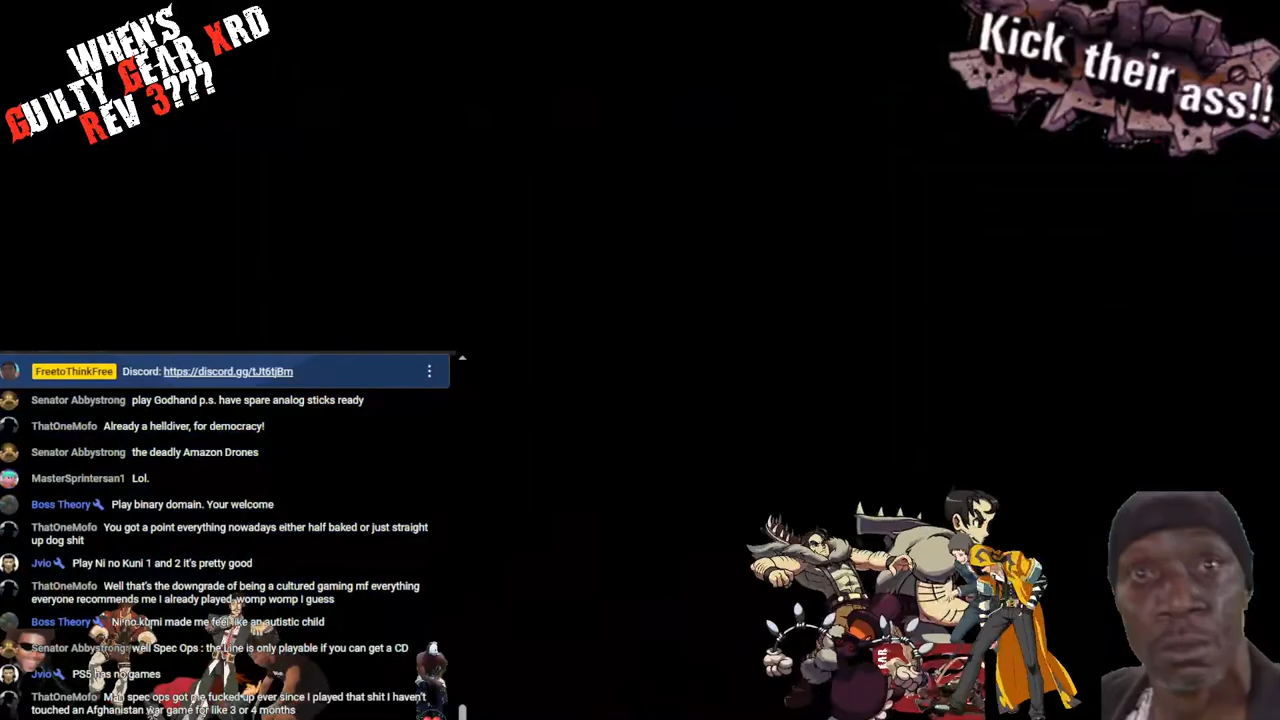 WHEN'S
GUILTY GEAR XRD
REV 3???
Kick their ass!!
FreetoThinkFree Discord: https://discord.gg/tJt6tjBm
Senator Abbystrong play Godhand p.s. have spare analog sticks ready
ThatOneMofo Already a helldiver, for democracy!
Senator Abbystrong the deadly Amazon Drones
MasterSprintersan1 Lol.
Boss Theory Play binary domain. Your welcome
ThatOneMofo You got a point everything nowadays either half baked or just straight
up dog shit
Jvio Play Ni no Kuni 1 and 2 it's pretty good
ThatOneMofo Well that's the downgrade of being a cultured gaming mf everything
everyone recommends me I already played womp womp I guess
Boss Theory Ni no kumi made me feel like an autistic child
Senator Abbystrong well Spec Ops : the Line is only playable if you can get a CD
Jvio PS5 has no games
ThatOneMofo Man spec ops got me fucked up ever since I played that shit I haven't
touched an Afghanistan war game for like 3 or 4 months